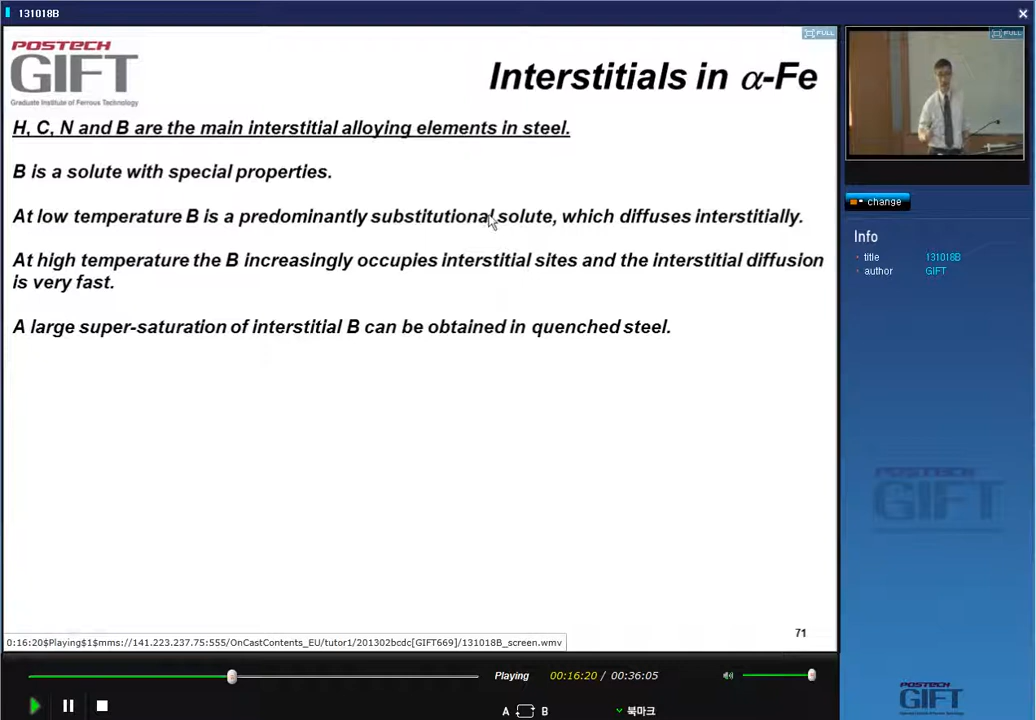 131018B
POSTECH
GIFT
Graduate Institute of Ferrous Technology
Interstitials in α-Fe
FULL
FULL
H, C, N and B are the main interstitial alloying elements in steel.
B is a solute with special properties.
At low temperature B is a predominantly substitutional solute, which diffuses interstitially.
At high temperature the B increasingly occupies interstitial sites and the interstitial diffusion
is very fast.
A large super-saturation of interstitial B can be obtained in quenched steel.
change
Info
title 131018B
author GIFT
POSTECH
GIFT
71
0:16:20$Playing$1$mms://141.223.237.75:555/OnCastContents_EU/tutor1/201302bcdc[GIFT669]/131018B_screen.wmv
Playing 00:16:20 / 00:36:05
A B 북마크
POSTECH
GIFT